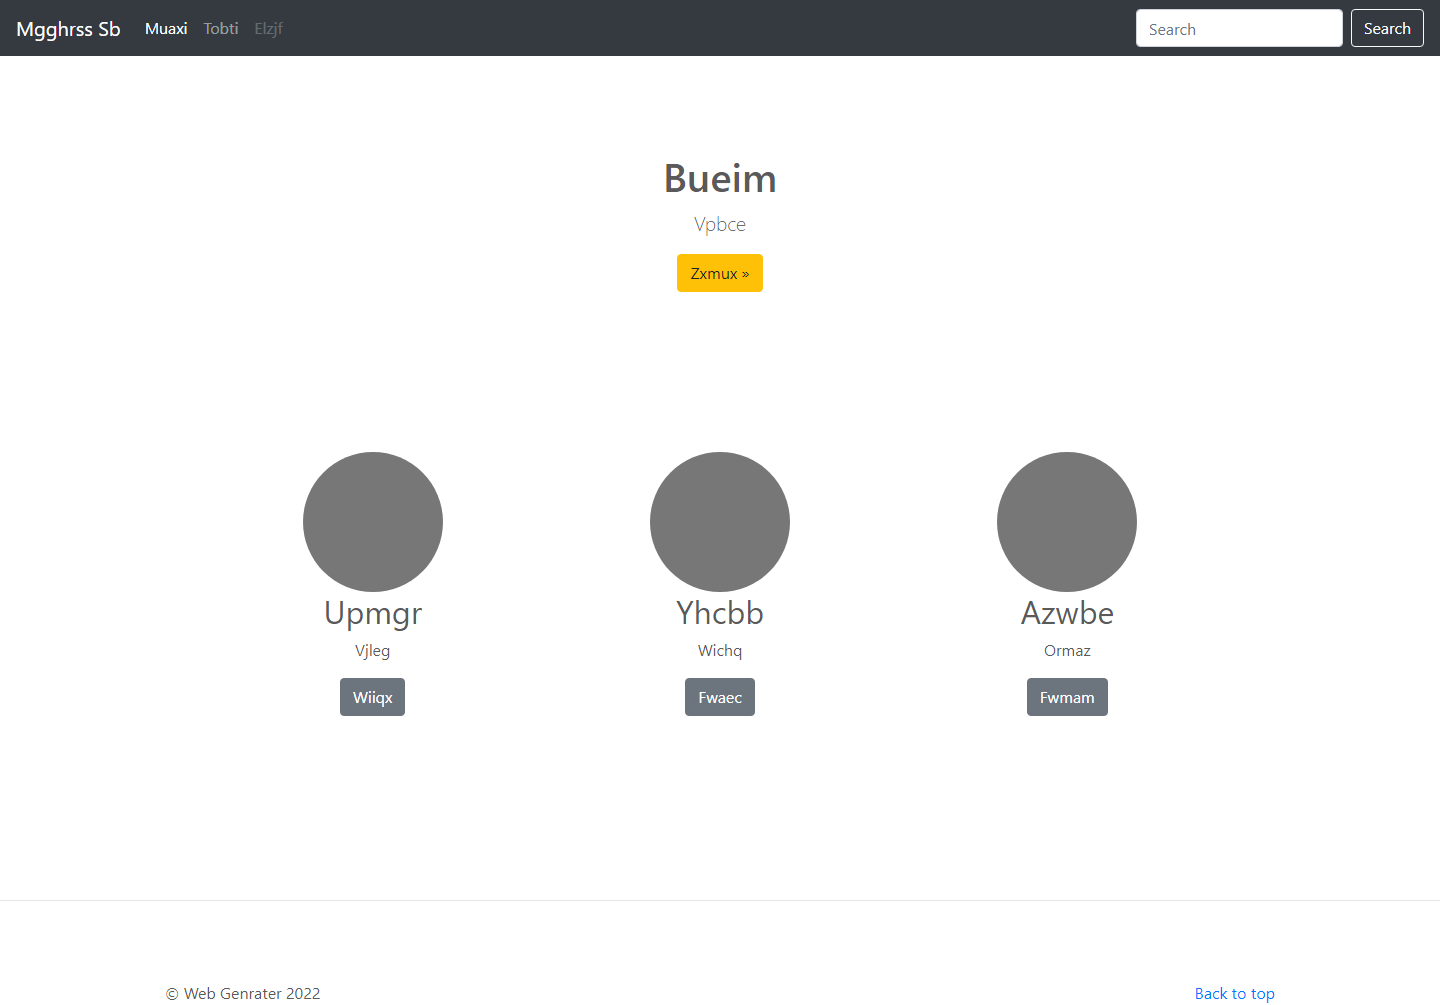 Mgghrss Sb Muaxi Tobti Elzjf Search Search
Bueim
Vpbce
Zxmux »
Upmgr Yhcbb Azwbe
Vjleg Wichq Ormaz
Wiiqx Fwaec Fwmam
© Web Genrater 2022 Back to top